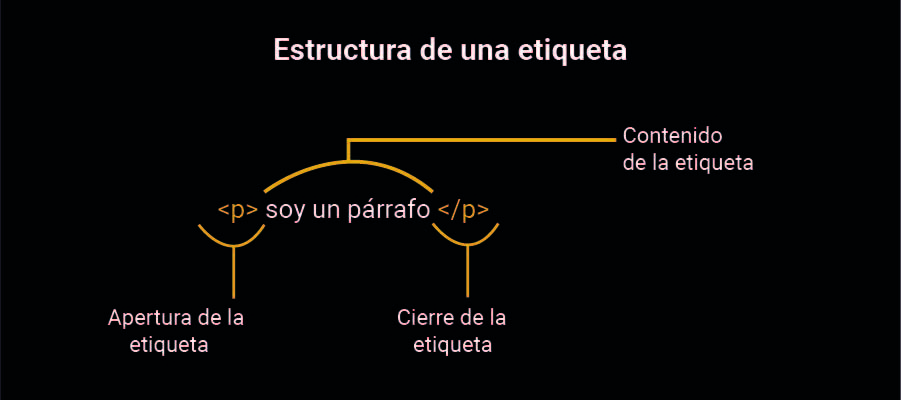 Estructura de una etiqueta
Contenido
de la etiqueta
<p> soy un párrafo </p>
Apertura de la
etiqueta
Cierre de la
etiqueta